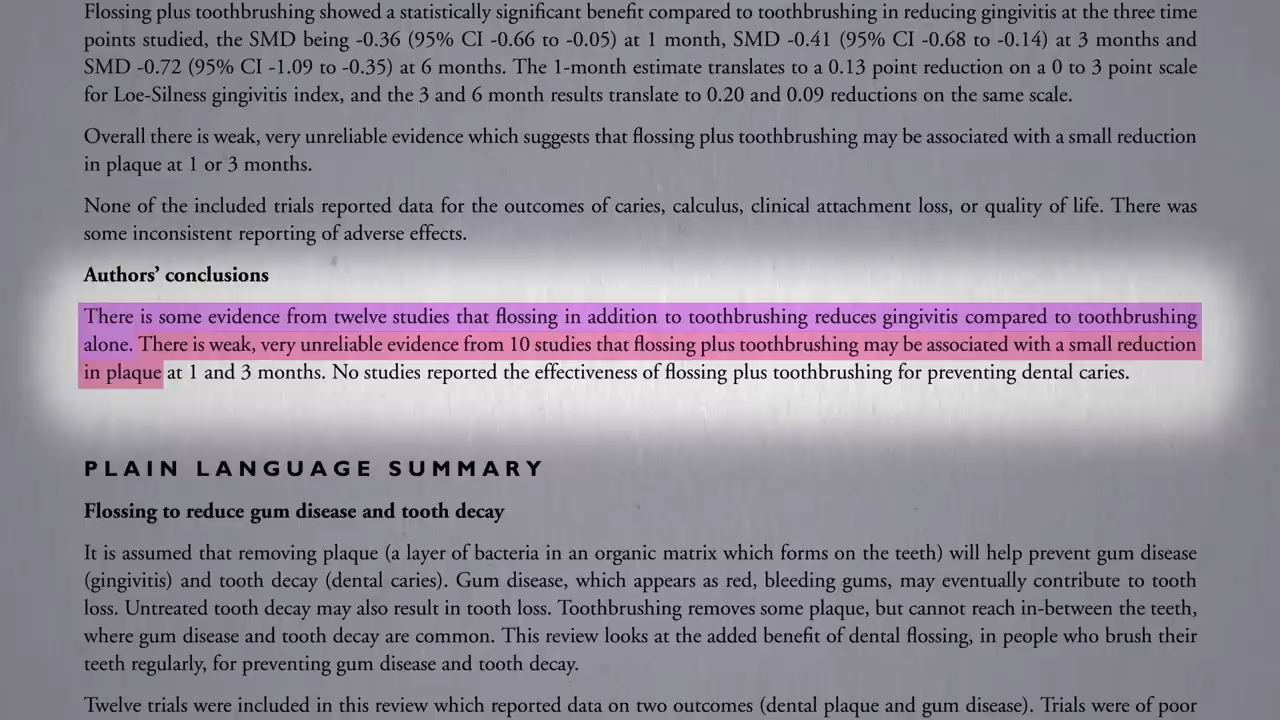 Flossing plus toothbrushing showed a statistically significant benefit compared to toothbrushing in reducing gingivitis at the three time
points studied, the SMD being -0.36 (95% CI -0.66 to -0.05) at 1 month, SMD -0.41 (95% CI -0.68 to -0.14) at 3 months and
SMD -0.72 (95% CI -1.09 to -0.35) at 6 months. The 1-month estimate translates to a 0.13 point reduction on a 0 to 3 point scale
for Loe-Silness gingivitis index, and the 3 and 6 month results translate to 0.20 and 0.09 reductions on the same scale.
Overall there is weak, very unreliable evidence which suggests that flossing plus toothbrushing may be associated with a small reduction
in plaque at 1 or 3 months.
None of the included trials reported data for the outcomes of caries, calculus, clinical attachment loss, or quality of life. There was
some inconsistent reporting of adverse effects.
Authors’ conclusions
There is some evidence from twelve studies that flossing in addition to toothbrushing reduces gingivitis compared to toothbrushing
alone. There is weak, very unreliable evidence from 10 studies that flossing plus toothbrushing may be associated with a small reduction
in plaque at 1 and 3 months. No studies reported the effectiveness of flossing plus toothbrushing for preventing dental caries.
PLAIN LANGUAGE SUMMARY
Flossing to reduce gum disease and tooth decay
It is assumed that removing plaque (a layer of bacteria in an organic matrix which forms on the teeth) will help prevent gum disease
(gingivitis) and tooth decay (dental caries). Gum disease, which appears as red, bleeding gums, may eventually contribute to tooth
loss. Untreated tooth decay may also result in tooth loss. Toothbrushing removes some plaque, but cannot reach in-between the teeth,
where gum disease and tooth decay are common. This review looks at the added benefit of dental flossing, in people who brush their
teeth regularly, for preventing gum disease and tooth decay.
Twelve trials were included in this review which reported data on two outcomes (dental plaque and gum disease). Trials were of poor